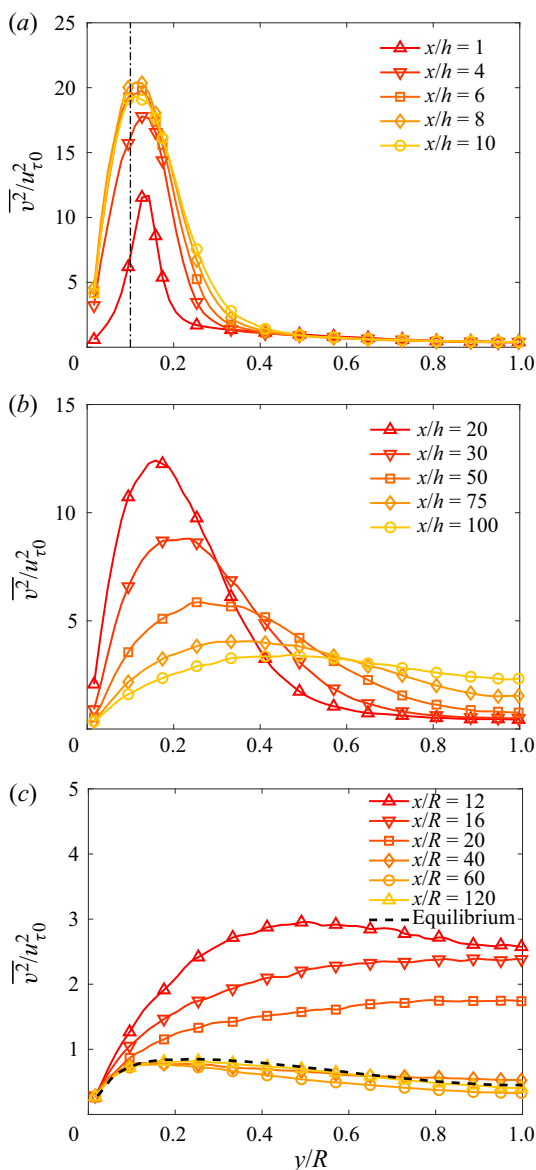 (a)
25
20
15
10
5
0
0.2
0.4
0.6
0.8
1.0
v²/u²τ0
x/h = 1
x/h = 4
x/h = 6
x/h = 8
x/h = 10
(b)
15
10
5
0
0.2
0.4
0.6
0.8
1.0
v²/u²τ0
x/h = 20
x/h = 30
x/h = 50
x/h = 75
x/h = 100
(c)
5
4
3
2
1
0
0.2
0.4
0.6
0.8
1.0
v²/u²τ0
x/R = 12
x/R = 16
x/R = 20
x/R = 40
x/R = 60
x/R = 120
Equilibrium
y/R